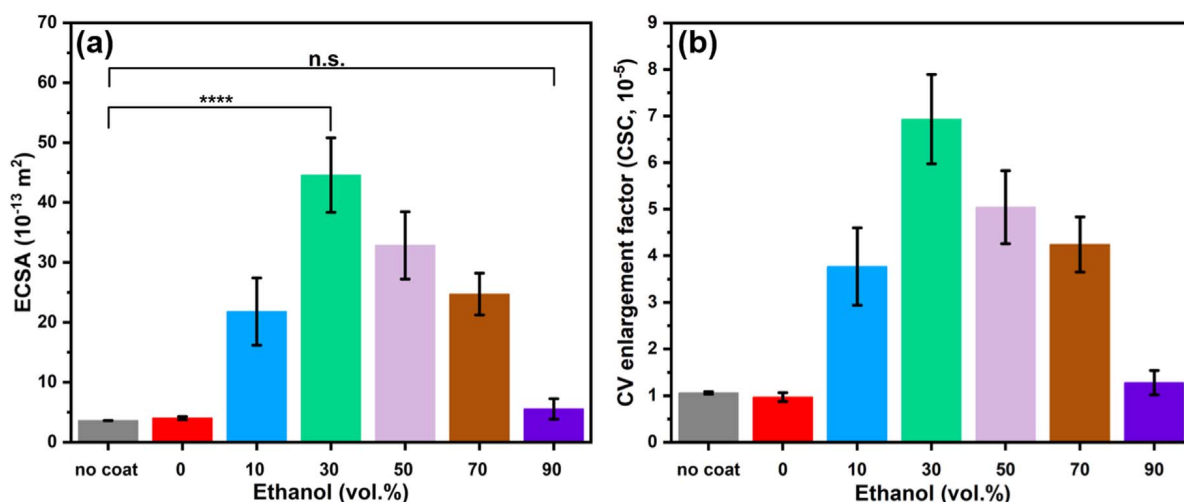 (a)
n.s.
****
ECSA (10⁻¹³ m²)
70
60
50
40
30
20
10
0
no coat 0 10 30 50 70 90
Ethanol (vol.%)
(b)
CV enlargement factor (CSC, 10⁻⁵)
9
8
7
6
5
4
3
2
1
0
no coat 0 10 30 50 70 90
Ethanol (vol.%)